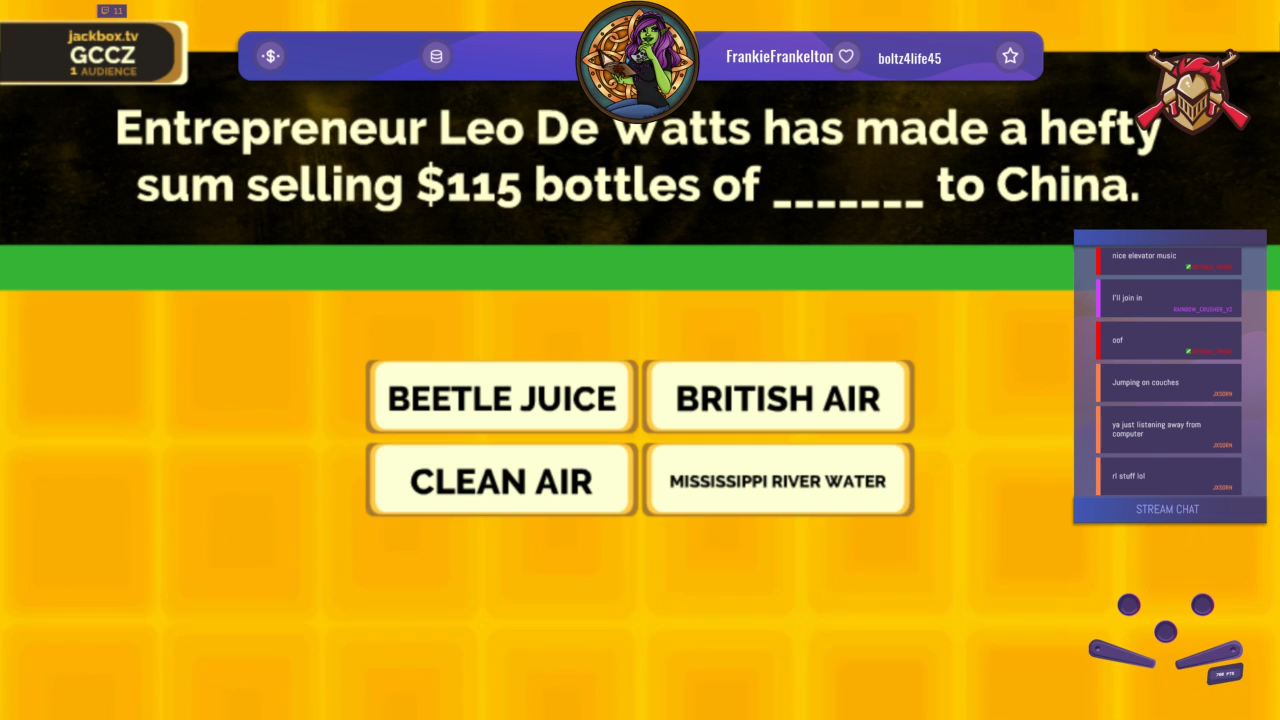 11
jackbox.tv
GCCZ
1 AUDIENCE
FrankieFrankelton
boltz4life45
Entrepreneur Leo De Watts has made a hefty
sum selling $115 bottles of _______ to China.
BEETLE JUICE
BRITISH AIR
CLEAN AIR
MISSISSIPPI RIVER WATER
nice elevator music
I'll join in
RAINBOW_CRUSHER_V2
oof
Jumping on couches
JXSORN
ya just listening away from
computer
JXSORN
rl stuff lol
JXSORN
STREAM CHAT